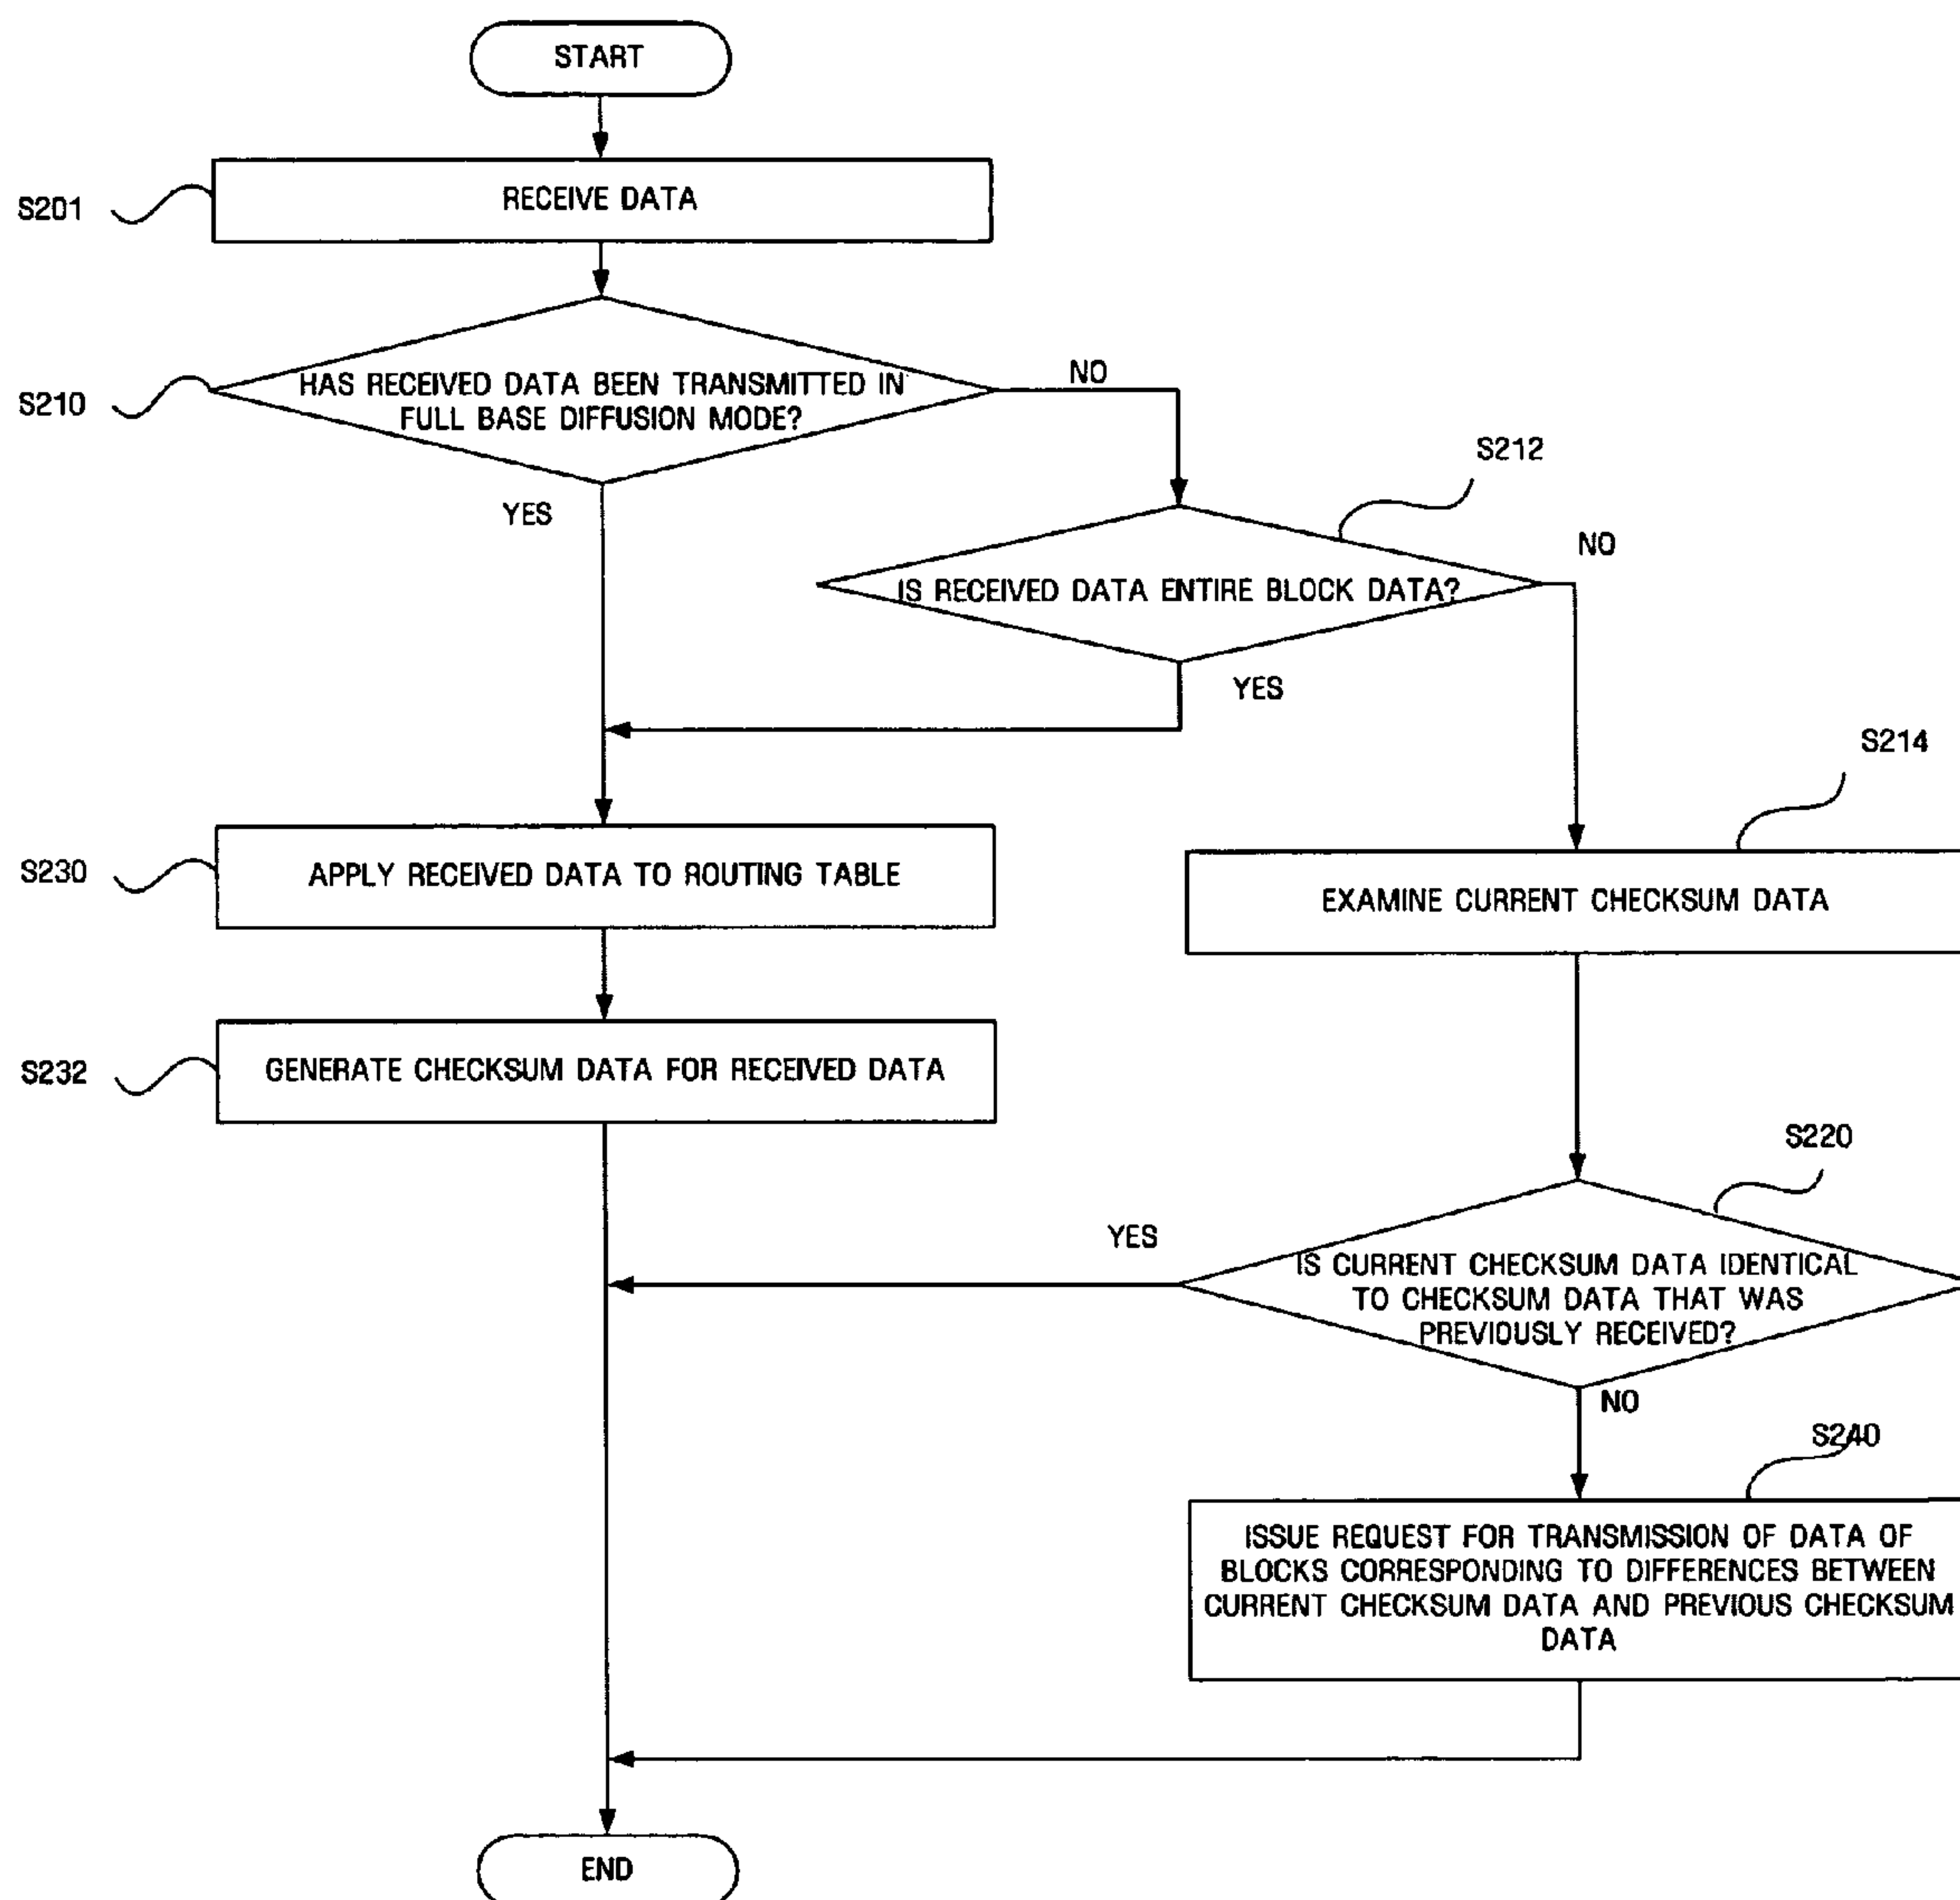 START
S201
RECEIVE DATA
S210
HAS RECEIVED DATA BEEN TRANSMITTED IN
FULL BASE DIFFUSION MODE?
NO
YES
S212
IS RECEIVED DATA ENTIRE BLOCK DATA?
NO
YES
S214
S230
APPLY RECEIVED DATA TO ROUTING TABLE
EXAMINE CURRENT CHECKSUM DATA
S232
GENERATE CHECKSUM DATA FOR RECEIVED DATA
S220
YES
IS CURRENT CHECKSUM DATA IDENTICAL
TO CHECKSUM DATA THAT WAS
PREVIOUSLY RECEIVED?
NO
S240
ISSUE REQUEST FOR TRANSMISSION OF DATA OF
BLOCKS CORRESPONDING TO DIFFERENCES BETWEEN
CURRENT CHECKSUM DATA AND PREVIOUS CHECKSUM
DATA
END